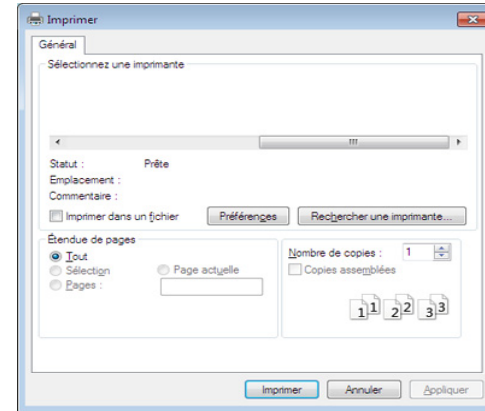 Imprimer
Général
Sélectionnez une imprimante
Statut : Prête
Emplacement :
Commentaire :
Imprimer dans un fichier Préférences Rechercher une imprimante...
Étendue de pages
Tout
Sélection Page actuelle
Pages :
Nombre de copies : 1
Copies assemblées
1 1 2 2 3 3
Imprimer Annuler Appliquer